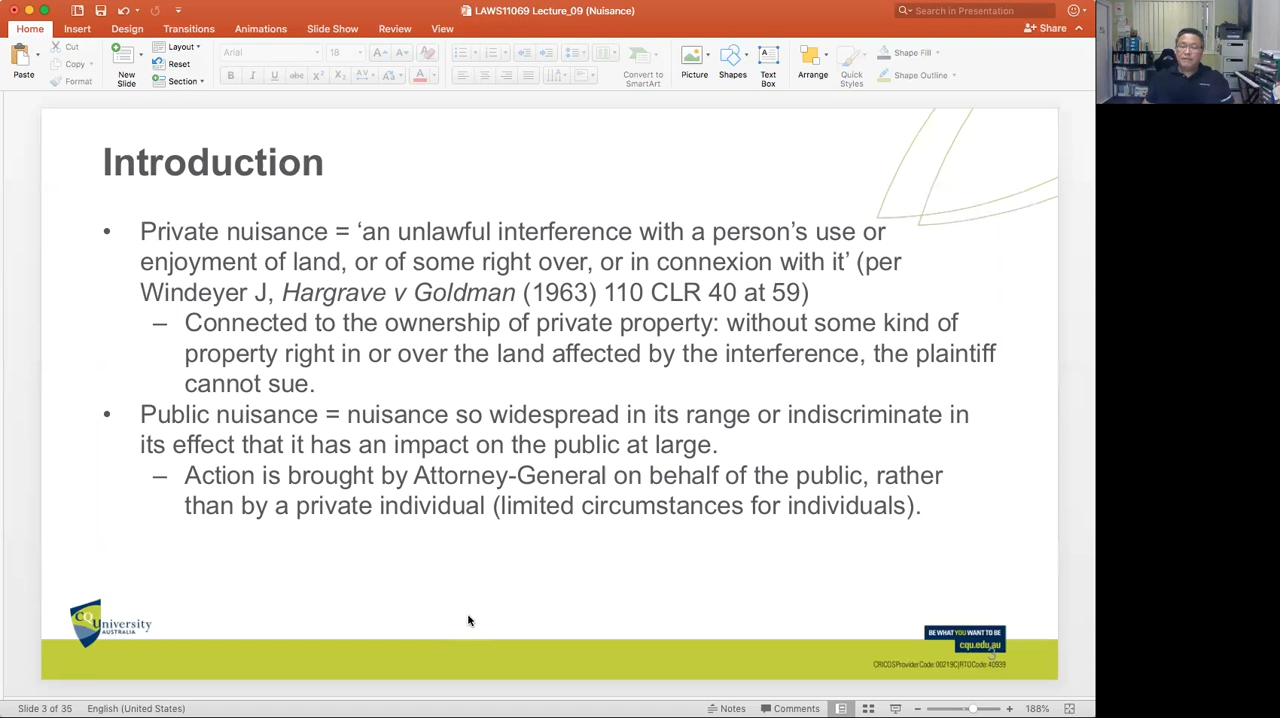 LAWS11069 Lecture_09 (Nuisance)
Search in Presentation
Home Insert Design Transitions Animations Slide Show Review View
Share
Paste
Cut
Copy
Format
New Slide
Layout
Reset
Section
Arial 18
B I U abc X² X₂ AV Aa A
Convert to SmartArt
Picture
Shapes
Text Box
Arrange
Quick Styles
Shape Fill
Shape Outline
Introduction
• Private nuisance = ‘an unlawful interference with a person’s use or
enjoyment of land, or of some right over, or in connexion with it’ (per
Windeyer J, Hargrave v Goldman (1963) 110 CLR 40 at 59)
– Connected to the ownership of private property: without some kind of
property right in or over the land affected by the interference, the plaintiff
cannot sue.
• Public nuisance = nuisance so widespread in its range or indiscriminate in
its effect that it has an impact on the public at large.
– Action is brought by Attorney-General on behalf of the public, rather
than by a private individual (limited circumstances for individuals).
CQUniversity
AUSTRALIA
BE WHAT YOU WANT TO BE
cqu.edu.au
3
CRICOS Provider Code: 00219C | RTO Code: 40939
Slide 3 of 35 English (United States) Notes Comments 188%